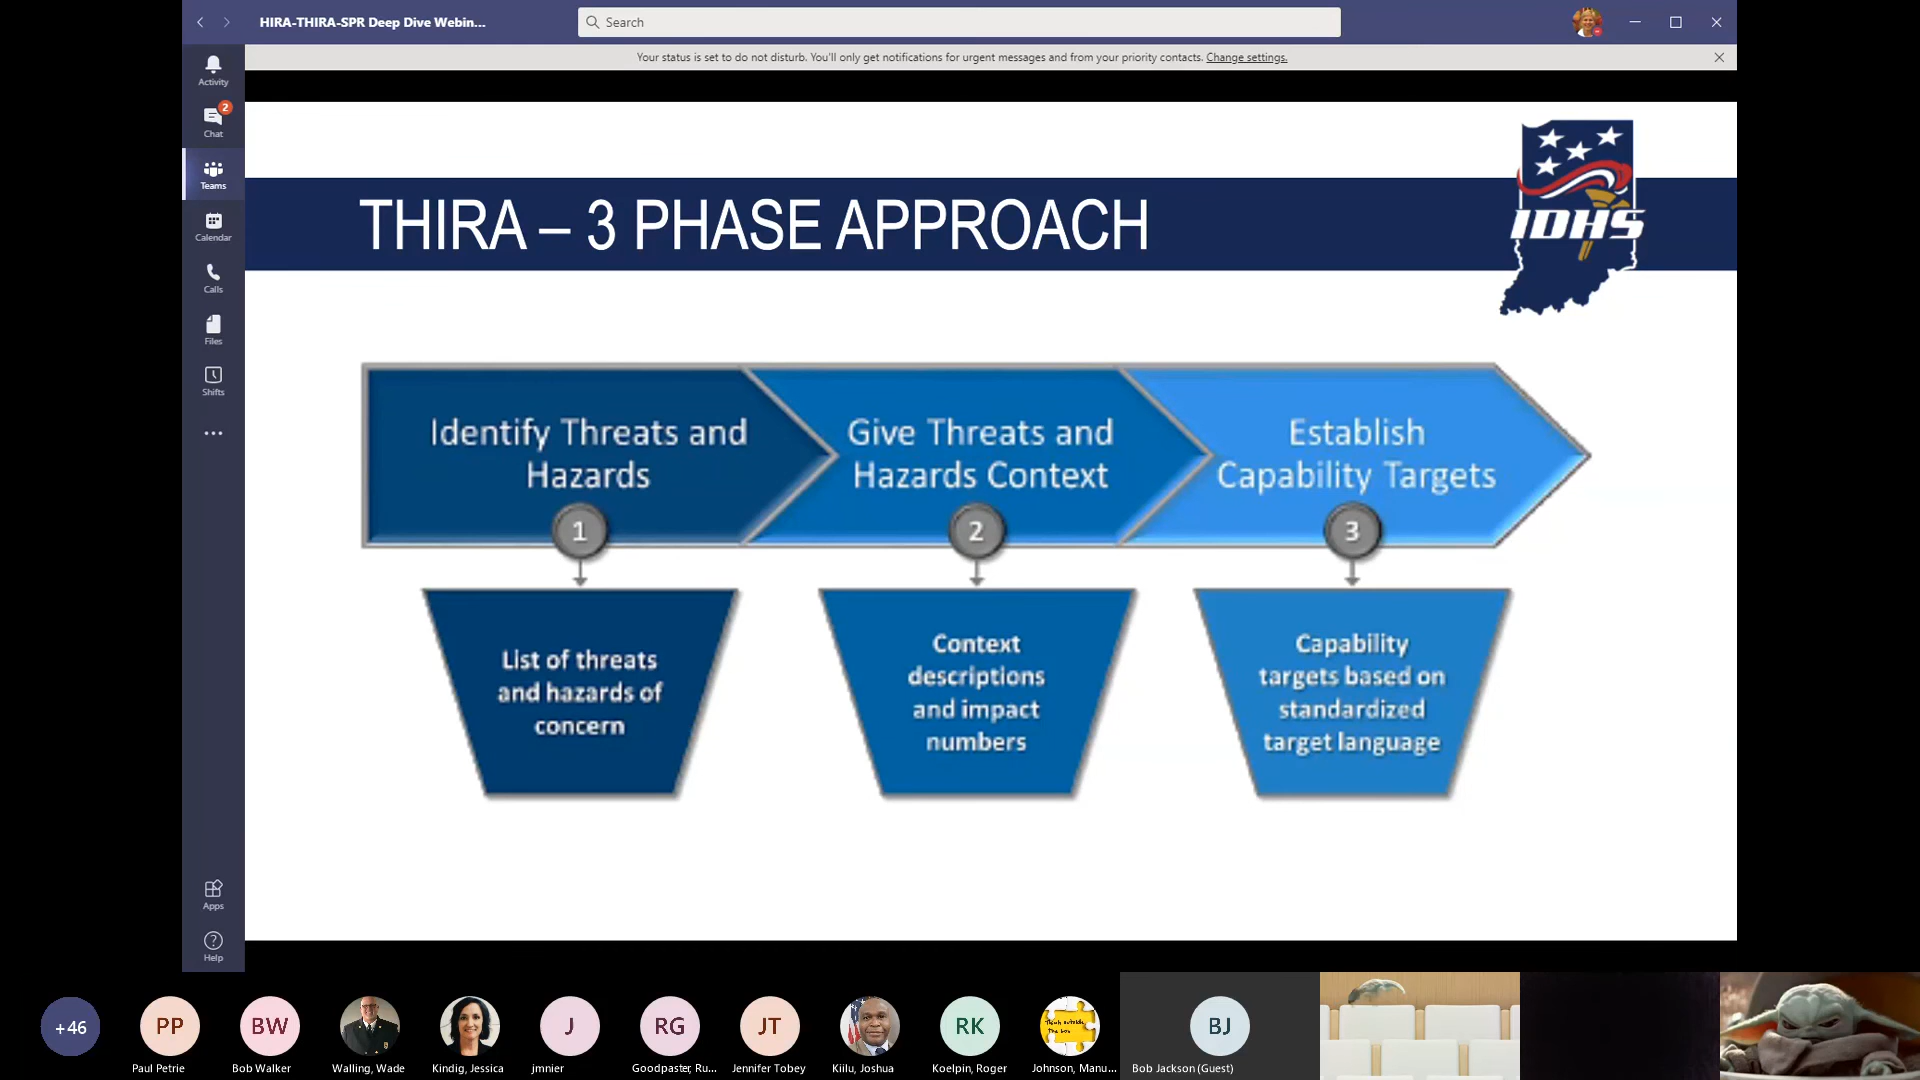 HIRA-THIRA-SPR Deep Dive Webin...
Search
Your status is set to do not disturb. You'll only get notifications for urgent messages and from your priority contacts. Change settings.
Activity
2
Chat
Teams
Calendar
Calls
Files
Shifts
Apps
Help
THIRA – 3 PHASE APPROACH
IDHS
Identify Threats and
Hazards
1
Give Threats and
Hazards Context
2
Establish
Capability Targets
3
List of threats
and hazards of
concern
Context
descriptions
and impact
numbers
Capability
targets based on
standardized
target language
+46
PP
Paul Petrie
BW
Bob Walker
Walling, Wade
Kindig, Jessica
J
jmnier
RG
Goodpaster, Ru...
JT
Jennifer Tobey
Kiilu, Joshua
RK
Koelpin, Roger
Think outside
The box
Johnson, Manu...
BJ
Bob Jackson (Guest)